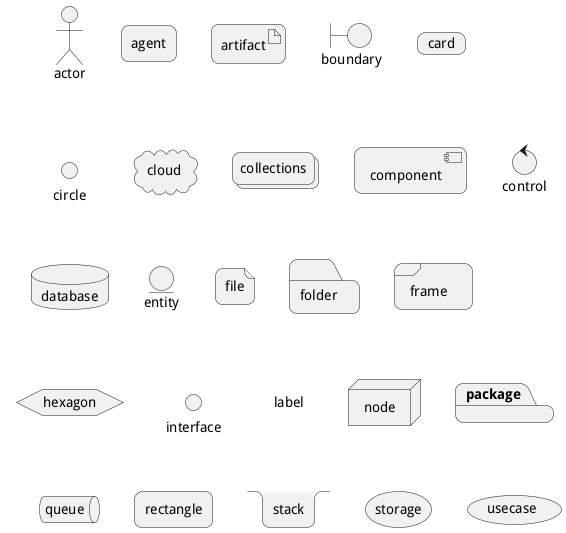 actor
agent
artifact
boundary
card
circle
cloud
collections
component
control
database
entity
file
folder
frame
hexagon
interface
label
node
package
queue
rectangle
stack
storage
usecase